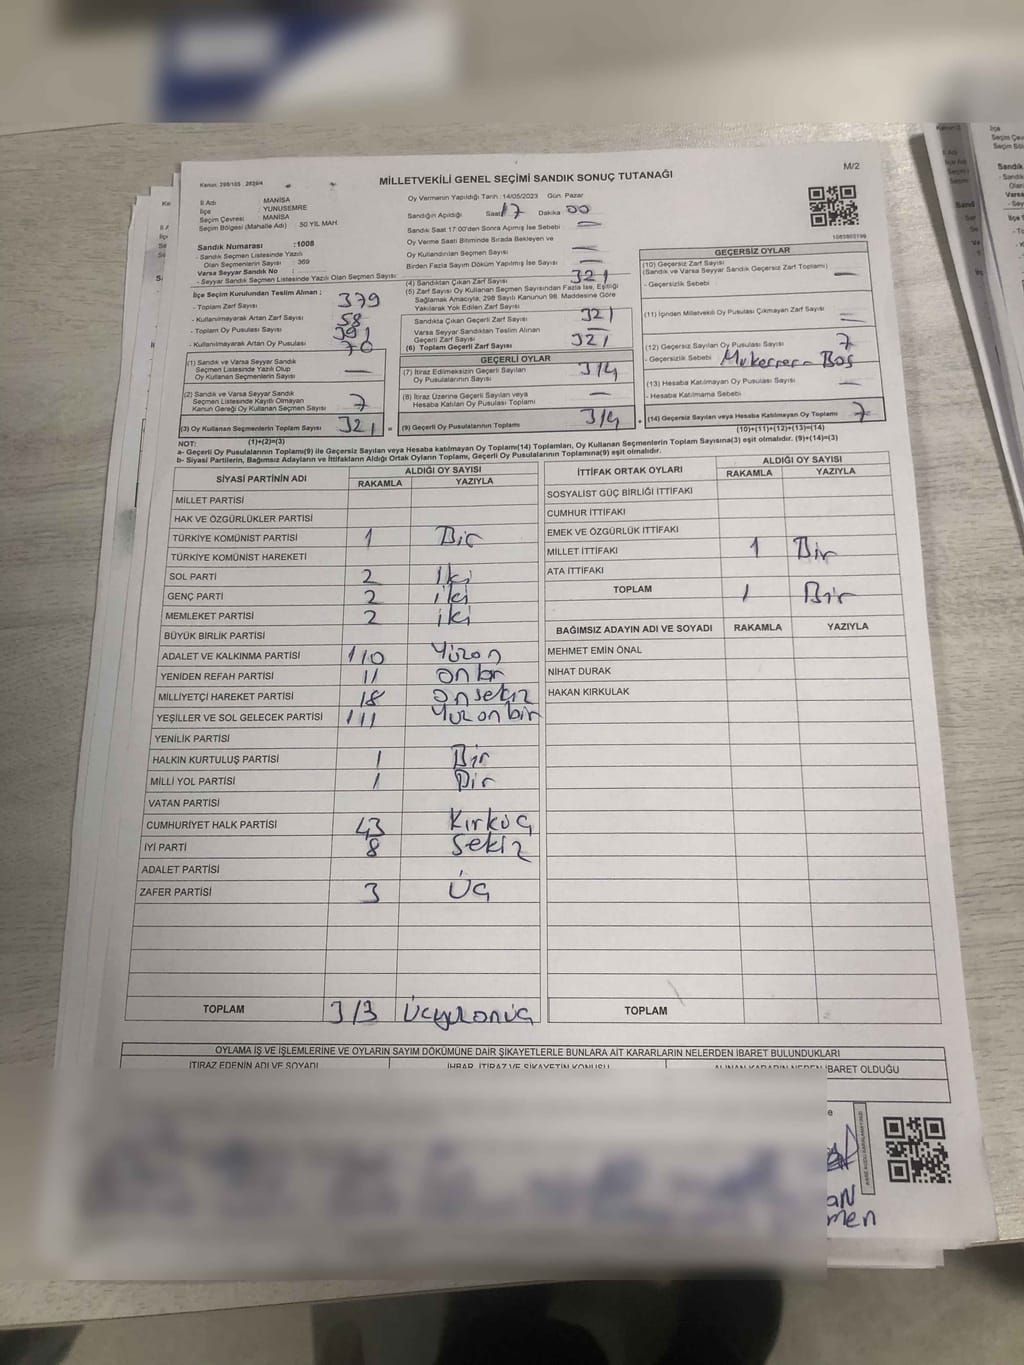 M/2
Kanun: 298/105 , 2839/4
MİLLETVEKİLİ GENEL SEÇİMİ SANDIK SONUÇ TUTANAĞI
İl Adı : MANİSA
İlçe : YUNUSEMRE
Seçim Çevresi : MANİSA
Seçim Bölgesi (Mahalle Adı) : 50 YIL MAH.
Sandık Numarası :1008
- Sandık Seçmen Listesinde Yazılı
Olan Seçmenlerin Sayısı : 369
Varsa Seyyar Sandık No :
- Seyyar Sandık Seçmen Listesinde Yazılı Olan Seçmen Sayısı:
Oy Vermenin Yapıldığı Tarih : 14/05/2023 Gün Pazar
Sandığın Açıldığı Saat 17 Dakika 00
Sandık Saat 17:00'den Sonra Açılmış İse Sebebi —
Oy Verme Saati Bitiminde Sırada Bekleyen ve
Oy Kullandırılan Seçmen Sayısı —
Birden Fazla Sayım Döküm Yapılmış İse Sayısı —
1063803199
İlçe Seçim Kurulundan Teslim Alınan ;
- Toplam Zarf Sayısı 379
- Kullanılmayarak Artan Zarf Sayısı 58
- Toplam Oy Pusulası Sayısı 391
- Kullanılmayarak Artan Oy Pusulası 70
(1) Sandık ve Varsa Seyyar Sandık
Seçmen Listesinde Yazılı Olup
Oy Kullanan Seçmenlerin Sayısı —
(2) Sandık ve Varsa Seyyar Sandık
Seçmen Listesinde Kayıtlı Olmayan
Kanun Gereği Oy Kullanan Seçmen Sayısı 7
(3) Oy Kullanan Seçmenlerin Toplam Sayısı 321
(1)+(2)=(3)
(4) Sandıktan Çıkan Zarf Sayısı 321
(5) Zarf Sayısı Oy Kullanan Seçmen Sayısından Fazla İse, Eşitliği
Sağlamak Amacıyla, 298 Sayılı Kanunun 98. Maddesine Göre
Yakılarak Yok Edilen Zarf Sayısı
Sandıkta Çıkan Geçerli Zarf Sayısı 321
Varsa Seyyar Sandıktan Teslim Alınan
Geçerli Zarf Sayısı —
(6) Toplam Geçerli Zarf Sayısı 321
GEÇERLİ OYLAR
(7) İtiraz Edilmeksizin Geçerli Sayılan
Oy Pusulalarının Sayısı 314
(8) İtiraz Üzerine Geçerli Sayılan veya
Hesaba Katılan Oy Pusulası Toplamı —
(9) Geçerli Oy Pusulalarının Toplamı 314
GEÇERSİZ OYLAR
(10) Geçersiz Zarf Sayısı
(Sandık ve Varsa Seyyar Sandık Geçersiz Zarf Toplamı) —
- Geçersizlik Sebebi
(11) İçinden Milletvekili Oy Pusulası Çıkmayan Zarf Sayısı —
(12) Geçersiz Sayılan Oy Pusulası Sayısı 7
- Geçersizlik Sebebi Mukerrer - Boş
(13) Hesaba Katılmayan Oy Pusulası Sayısı —
- Hesaba Katılmama Sebebi
(14) Geçersiz Sayılan veya Hesaba Katılmayan Oy Toplamı 7
(10)+(11)+(12)+(13)=(14)
NOT:
a- Geçerli Oy Pusulaları Toplamı(9) ile Geçersiz Sayılan veya Hesaba katılmayan Oy Toplamı(14) Toplamları, Oy Kullanan Seçmenlerin Toplam Sayısına(3) eşit olmalıdır. (9)+(14)=(3)
b- Siyasi Partilerin, Bağımsız Adayların ve İttifakların Aldığı Ortak Oyların Toplamı, Geçerli Oy Pusulaları Toplamına(9) eşit olmalıdır.
SİYASİ PARTİNİN ADI ALDIĞI OY SAYISI
RAKAMLA YAZIYLA
MİLLET PARTİSİ
HAK VE ÖZGÜRLÜKLER PARTİSİ
TÜRKİYE KOMÜNİST PARTİSİ 1 Bir
TÜRKİYE KOMÜNİST HAREKETİ
SOL PARTİ 2 İki
GENÇ PARTİ 2 iki
MEMLEKET PARTİSİ 2 iki
BÜYÜK BİRLİK PARTİSİ
ADALET VE KALKINMA PARTİSİ 110 Yüzon
YENİDEN REFAH PARTİSİ 11 onbr
MİLLİYETÇİ HAREKET PARTİSİ 18 onsekiz
YEŞİLLER VE SOL GELECEK PARTİSİ 111 Yuzonbir
YENİLİK PARTİSİ
HALKIN KURTULUŞ PARTİSİ 1 Bir
MİLLİ YOL PARTİSİ 1 Bir
VATAN PARTİSİ
CUMHURİYET HALK PARTİSİ 43 Kırküç
İYİ PARTİ 8 Sekiz
ADALET PARTİSİ
ZAFER PARTİSİ 3 Üç
TOPLAM 313 Üçyüzonüç
İTTİFAK ORTAK OYLARI ALDIĞI OY SAYISI
RAKAMLA YAZIYLA
SOSYALİST GÜÇ BİRLİĞİ İTTİFAKI
CUMHUR İTTİFAKI
EMEK VE ÖZGÜRLÜK İTTİFAKI
MİLLET İTTİFAKI 1 Bir
ATA İTTİFAKI
TOPLAM 1 Bir
BAĞIMSIZ ADAYIN ADI VE SOYADI RAKAMLA YAZIYLA
MEHMET EMİN ÖNAL
NİHAT DURAK
HAKAN KIRKULAK
TOPLAM
OYLAMA İŞ VE İŞLEMLERİNE VE OYLARIN SAYIM DÖKÜMÜNE DAİR ŞİKAYETLERLE BUNLARA AİT KARARLARIN NELERDEN İBARET BULUNDUKLARI
İTİRAZ EDENİN ADI VE SOYADI İHBAR, İTİRAZ VE ŞİKAYETİN KONUSU ALINAN KARARIN NEDEN İBARET OLDUĞU